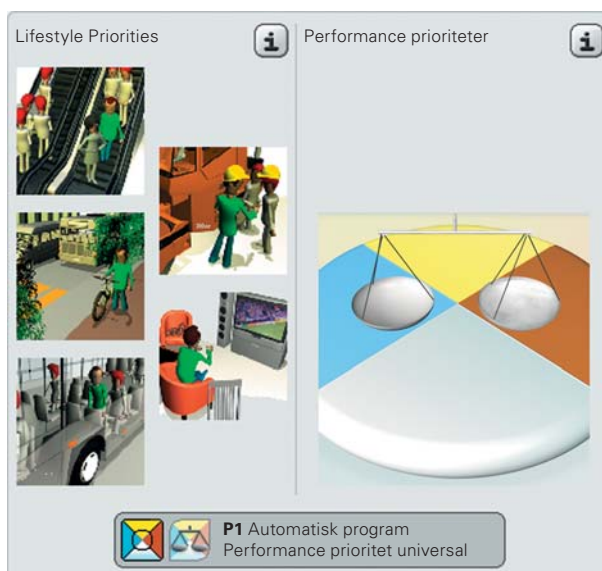 Lifestyle Priorities
Performance prioriteter
P1 Automatisk program
Performance prioritet universal